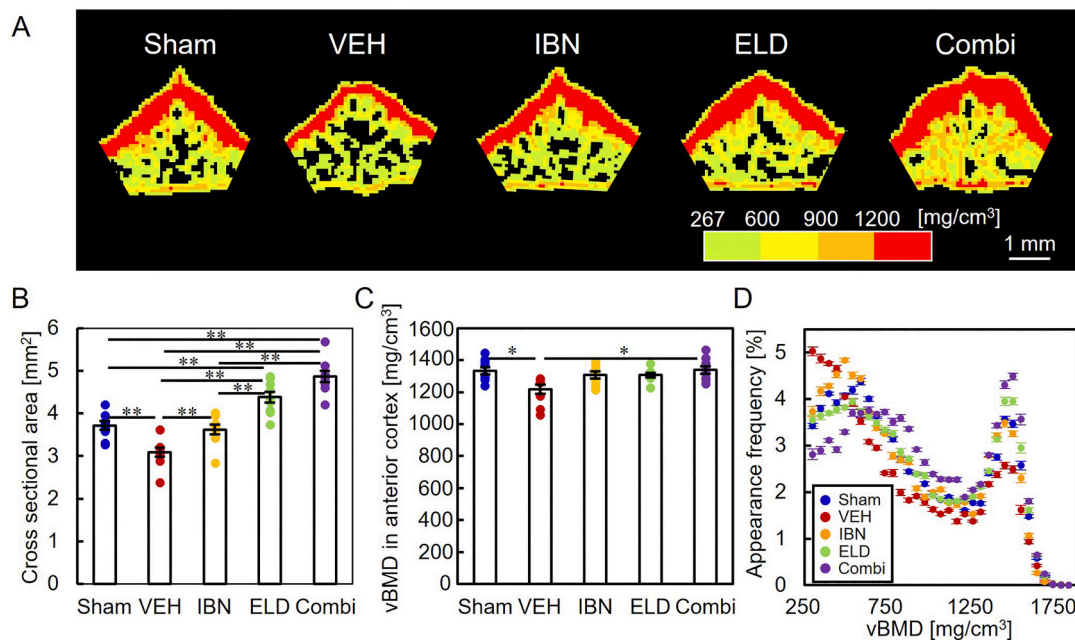 A
Sham VEH IBN ELD Combi
267 600 900 1200 [mg/cm³]
1 mm
B
Cross sectional area [mm²]
6
5
4
3
2
1
0
** ** ** ** ** ** ** **
Sham VEH IBN ELD Combi
C
vBMD in anterior cortex [mg/cm³]
1600
1400
1200
1000
800
600
400
200
0
* *
Sham VEH IBN ELD Combi
D
Appearance frequency [%]
5
4
3
2
1
0
Sham
VEH
IBN
ELD
Combi
250 750 1250 1750
vBMD [mg/cm³]